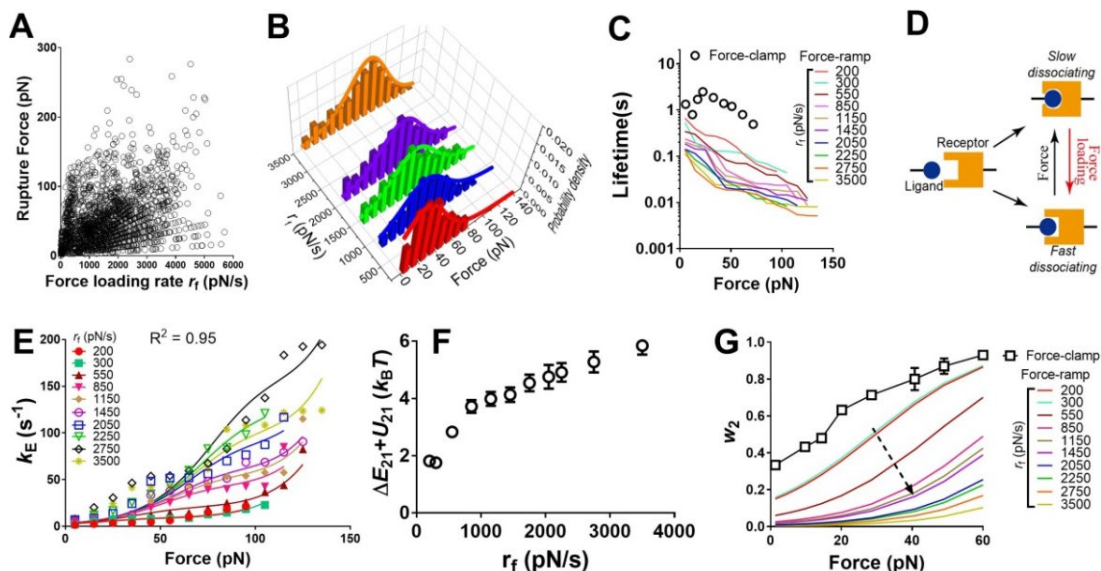 A
Rupture Force (pN)
300
200
100
0
0 1000 2000 3000 4000 5000 6000
Force loading rate rf (pN/s)
B
3500
3000
2500
2000
1500
1000
500
rf (pN/s)
0 20 40 60 80 100 120 140
Force (pN)
0.020
0.015
0.010
0.005
0.000
Probability density
C
Lifetime(s)
10
1
0.1
0.01
0.001
0 50 100 150
Force (pN)
Force-clamp
Force-ramp
rf (pN/s)
200
300
550
850
1150
1450
2050
2250
2750
3500
D
Slow
dissociating
Receptor
Ligand
Force
Force
loading
Fast
dissociating
E
kE (s-1)
200
150
100
50
0
0 50 100 150
Force (pN)
rf (pN/s)
R2 = 0.95
200
300
550
850
1150
1450
2050
2250
2750
3500
F
ΔE21+U21 (kBT)
6
4
2
0
0 1000 2000 3000 4000
rf (pN/s)
G
w2
1.0
0.8
0.6
0.4
0.2
0.0
0 20 40 60
Force (pN)
Force-clamp
Force-ramp
rf (pN/s)
200
300
550
850
1150
1450
2050
2250
2750
3500